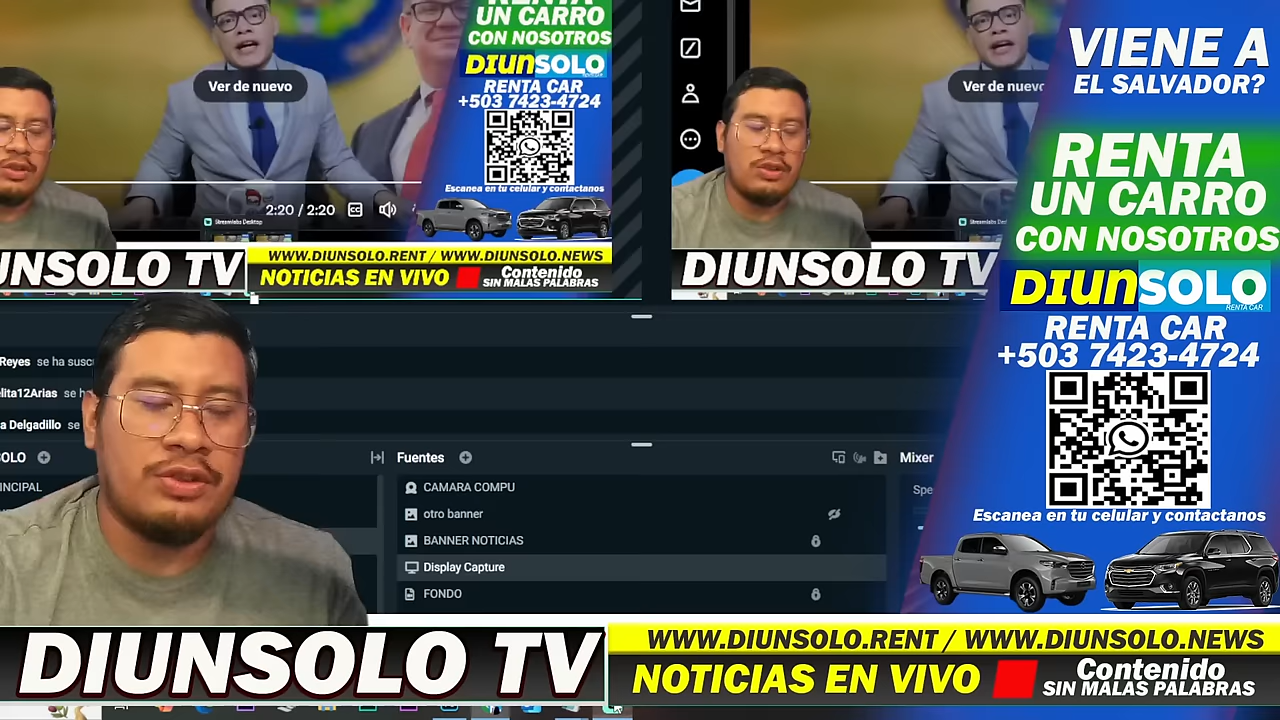 RENTA
UN CARRO
CON NOSOTROS
DIUNSOLO
RENTA CAR
+503 7423-4724
Escanea en tu celular y contactanos
Ver de nuevo
2:20 / 2:20
Streamlabs Desktop
UNSOLO TV
WWW.DIUNSOLO.RENT / WWW.DIUNSOLO.NEWS
NOTICIAS EN VIVO
Contenido
SIN MALAS PALABRAS
Ver de nuevo
Streamlabs Desktop
DIUNSOLO TV
VIENE A
EL SALVADOR?
RENTA
UN CARRO
CON NOSOTROS
DIUNSOLO
RENTA CAR
RENTA CAR
+503 7423-4724
Escanea en tu celular y contactanos
Reyes se ha susc
lita12Arias se h
a Delgadillo se
OLO
INCIPAL
Fuentes
Mixer
CAMARA COMPU
Spe
otro banner
BANNER NOTICIAS
Display Capture
FONDO
DIUNSOLO TV
WWW.DIUNSOLO.RENT / WWW.DIUNSOLO.NEWS
NOTICIAS EN VIVO
Contenido
SIN MALAS PALABRAS